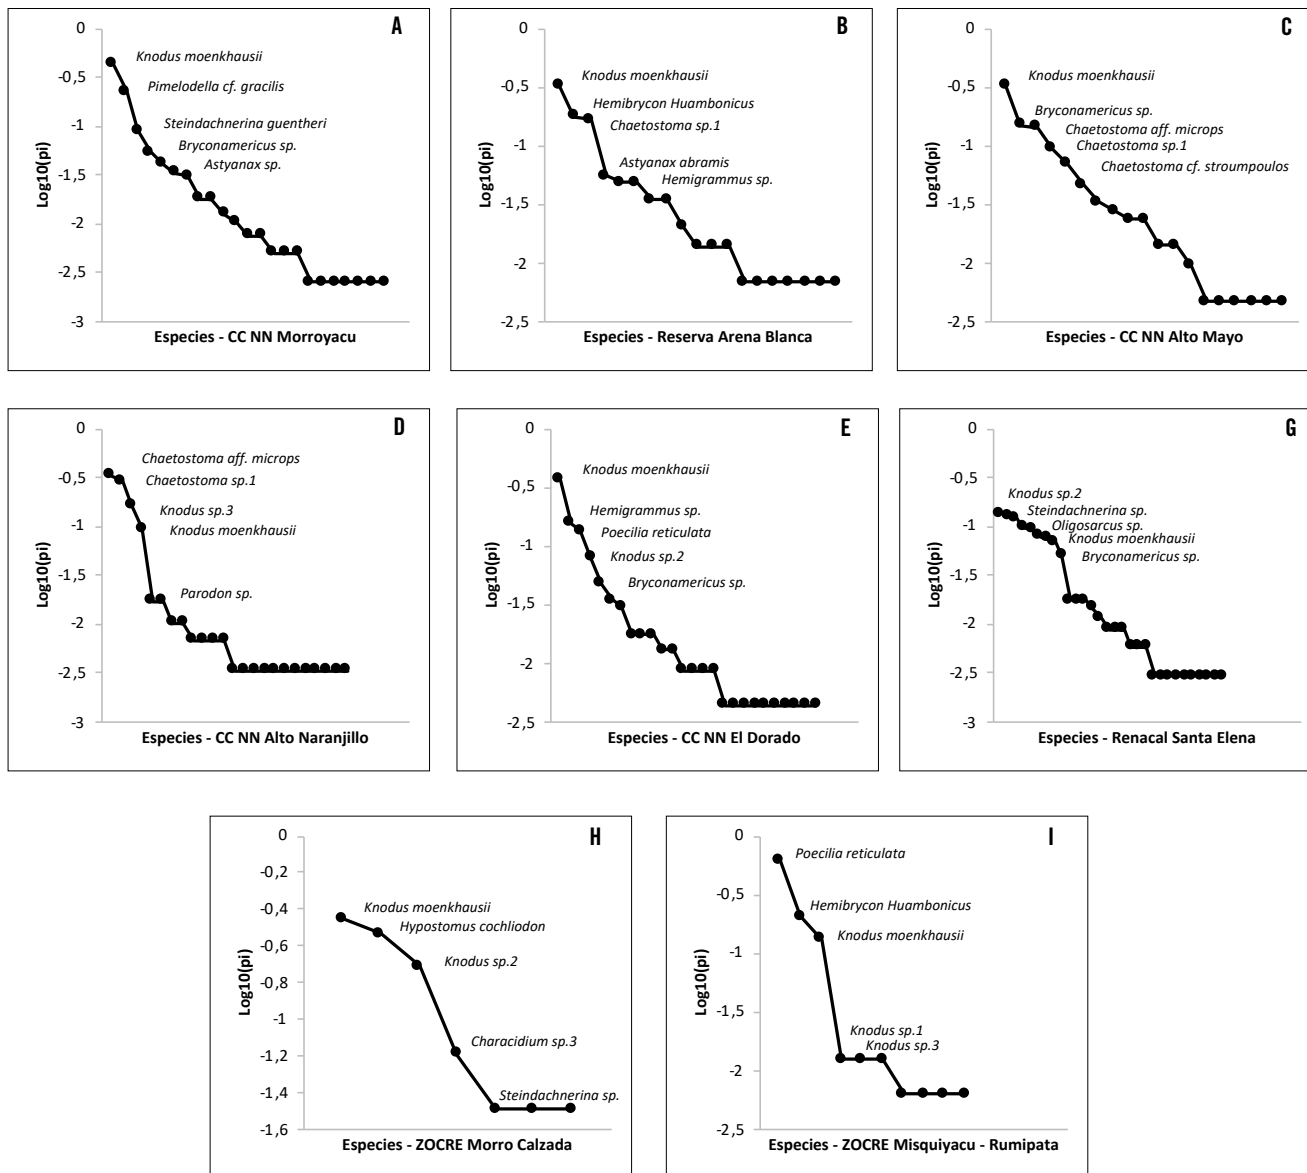 A
0
-0,5
-1
-1,5
-2
-2,5
-3
Log10(pi)
Knodus moenkhausii
Pimelodella cf. gracilis
Steindachnerina guentheri
Bryconamericus sp.
Astyanax sp.
Especies - CC NN Morroyacu
B
0
-0,5
-1
-1,5
-2
-2,5
Log10(pi)
Knodus moenkhausii
Hemibrycon Huambonicus
Chaetostoma sp.1
Astyanax abramis
Hemigrammus sp.
Especies - Reserva Arena Blanca
C
0
-0,5
-1
-1,5
-2
-2,5
Log10(pi)
Knodus moenkhausii
Bryconamericus sp.
Chaetostoma aff. microps
Chaetostoma sp.1
Chaetostoma cf. stroumpoulos
Especies - CC NN Alto Mayo
D
0
-0,5
-1
-1,5
-2
-2,5
-3
Log10(pi)
Chaetostoma aff. microps
Chaetostoma sp.1
Knodus sp.3
Knodus moenkhausii
Parodon sp.
Especies - CC NN Alto Naranjillo
E
0
-0,5
-1
-1,5
-2
-2,5
Log10(pi)
Knodus moenkhausii
Hemigrammus sp.
Poecilia reticulata
Knodus sp.2
Bryconamericus sp.
Especies - CC NN El Dorado
G
0
-0,5
-1
-1,5
-2
-2,5
-3
Log10(pi)
Knodus sp.2
Steindachnerina sp.
Oligosarcus sp.
Knodus moenkhausii
Bryconamericus sp.
Especies - Renacal Santa Elena
H
0
-0,2
-0,4
-0,6
-0,8
-1
-1,2
-1,4
-1,6
Log10(pi)
Knodus moenkhausii
Hypostomus cochliodon
Knodus sp.2
Characidium sp.3
Steindachnerina sp.
Especies - ZOCRE Morro Calzada
I
0
-0,5
-1
-1,5
-2
-2,5
Log10(pi)
Poecilia reticulata
Hemibrycon Huambonicus
Knodus moenkhausii
Knodus sp.1
Knodus sp.3
Especies - ZOCRE Misquiyacu - Rumipata